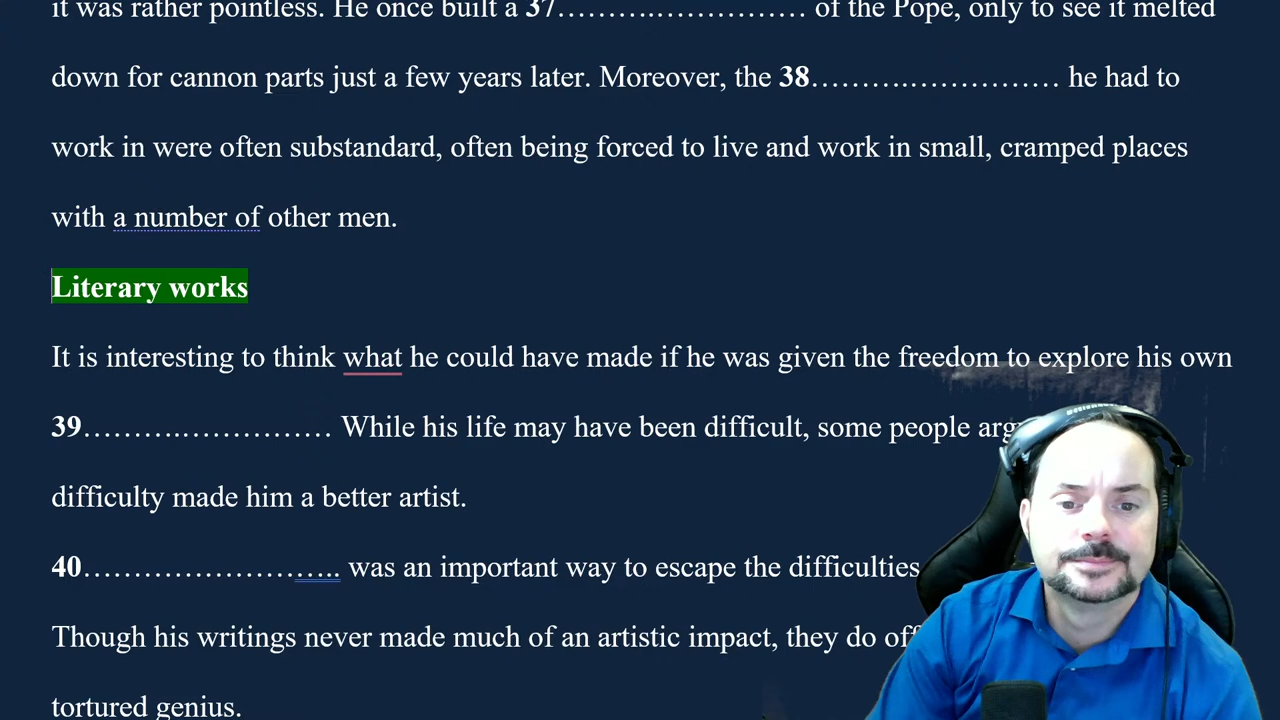 it was rather pointless. He once built a 37……….…………… of the Pope, only to see it melted
down for cannon parts just a few years later. Moreover, the 38……….…………… he had to
work in were often substandard, often being forced to live and work in small, cramped places
with a number of other men.
Literary works
It is interesting to think what he could have made if he was given the freedom to explore his own
39……….…………… While his life may have been difficult, some people
difficulty made him a better artist.
40…………………….. was an important way to escape the difficulties
Though his writings never made much of an artistic impact, they do
tortured genius.